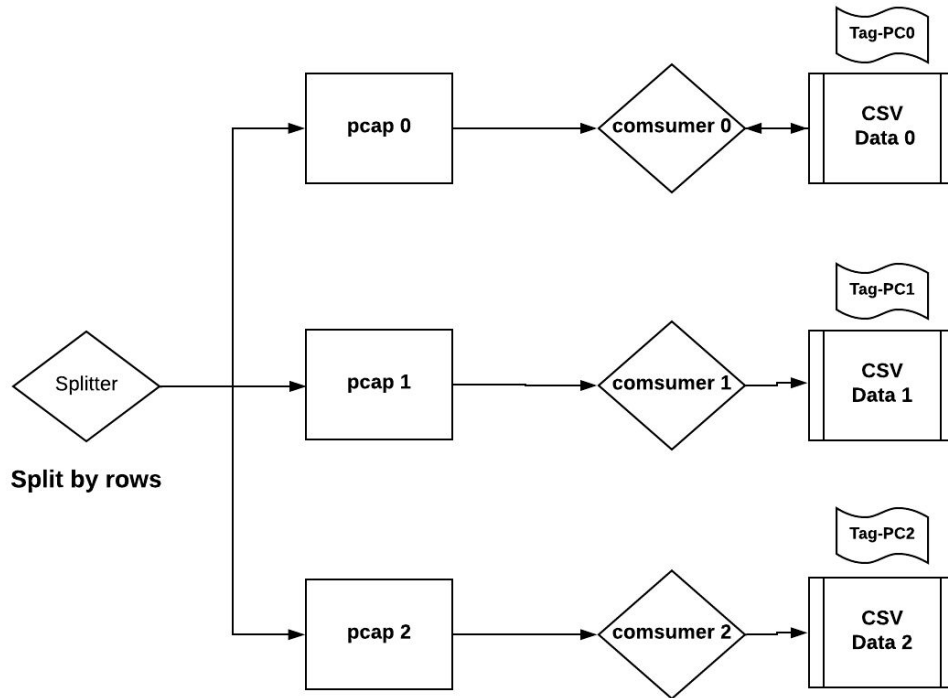 Tag-PC0
pcap 0
comsumer 0
CSV
Data 0
Tag-PC1
Splitter
pcap 1
comsumer 1
CSV
Data 1
Split by rows
Tag-PC2
pcap 2
comsumer 2
CSV
Data 2